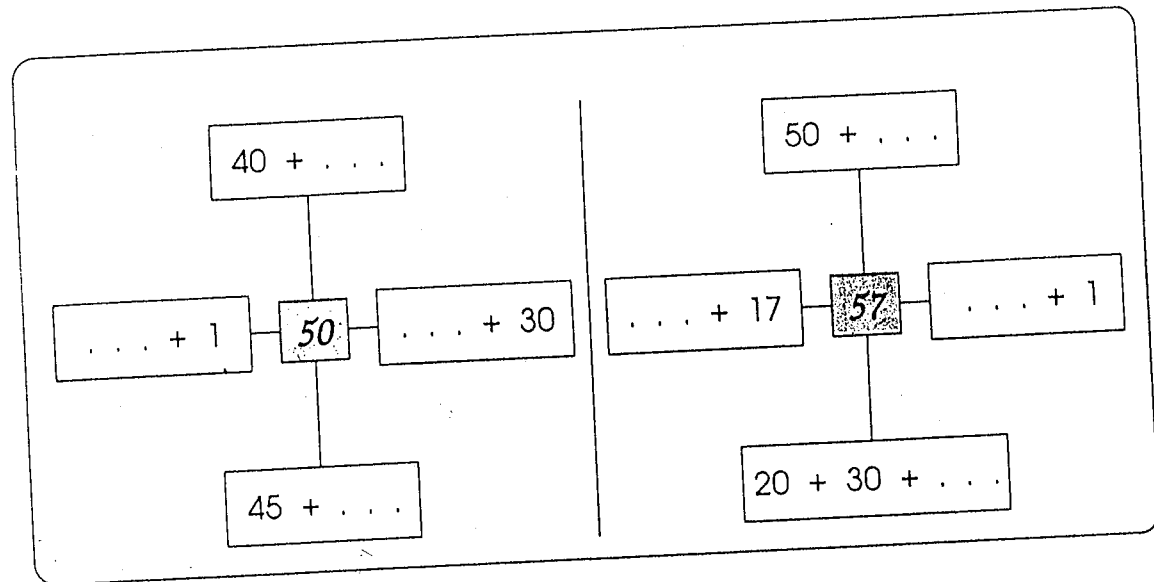 40 + . . .
. . . + 1
50
. . . + 30
45 + . . .
50 + . . .
. . . + 17
57
. . . + 1
20 + 30 + . . .